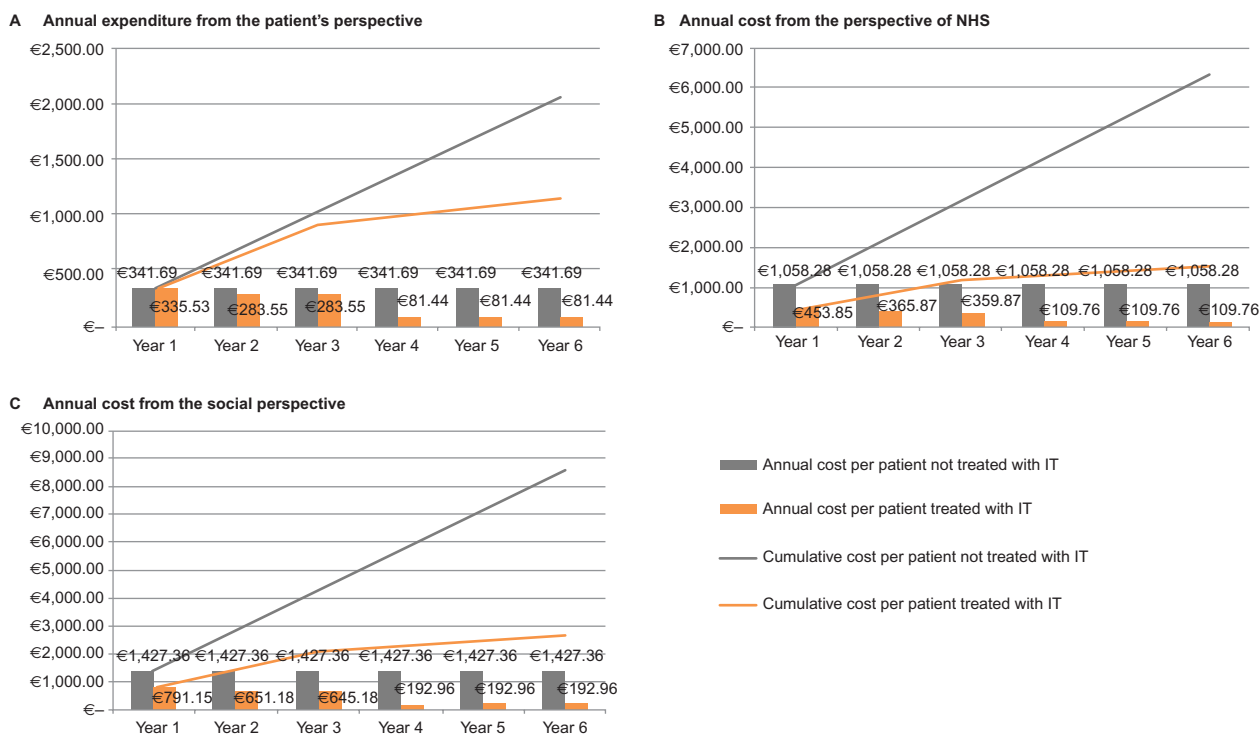 A Annual expenditure from the patient’s perspective
€2,500.00
€2,000.00
€1,500.00
€1,000.00
€500.00
€–
€341.69 €341.69 €341.69 €341.69 €341.69 €341.69
€335.53 €283.55 €283.55 €81.44 €81.44 €81.44
Year 1 Year 2 Year 3 Year 4 Year 5 Year 6
B Annual cost from the perspective of NHS
€7,000.00
€6,000.00
€5,000.00
€4,000.00
€3,000.00
€2,000.00
€1,000.00
€–
€1,058.28 €1,058.28 €1,058.28 €1,058.28 €1,058.28 €1,058.28
€453.85 €365.87 €359.87 €109.76 €109.76 €109.76
Year 1 Year 2 Year 3 Year 4 Year 5 Year 6
C Annual cost from the social perspective
€10,000.00
€9,000.00
€8,000.00
€7,000.00
€6,000.00
€5,000.00
€4,000.00
€3,000.00
€2,000.00
€1,000.00
€–
€1,427.36 €1,427.36 €1,427.36 €1,427.36 €1,427.36 €1,427.36
€791.15 €651.18 €645.18 €192.96 €192.96 €192.96
Year 1 Year 2 Year 3 Year 4 Year 5 Year 6
Annual cost per patient not treated with IT
Annual cost per patient treated with IT
Cumulative cost per patient not treated with IT
Cumulative cost per patient treated with IT